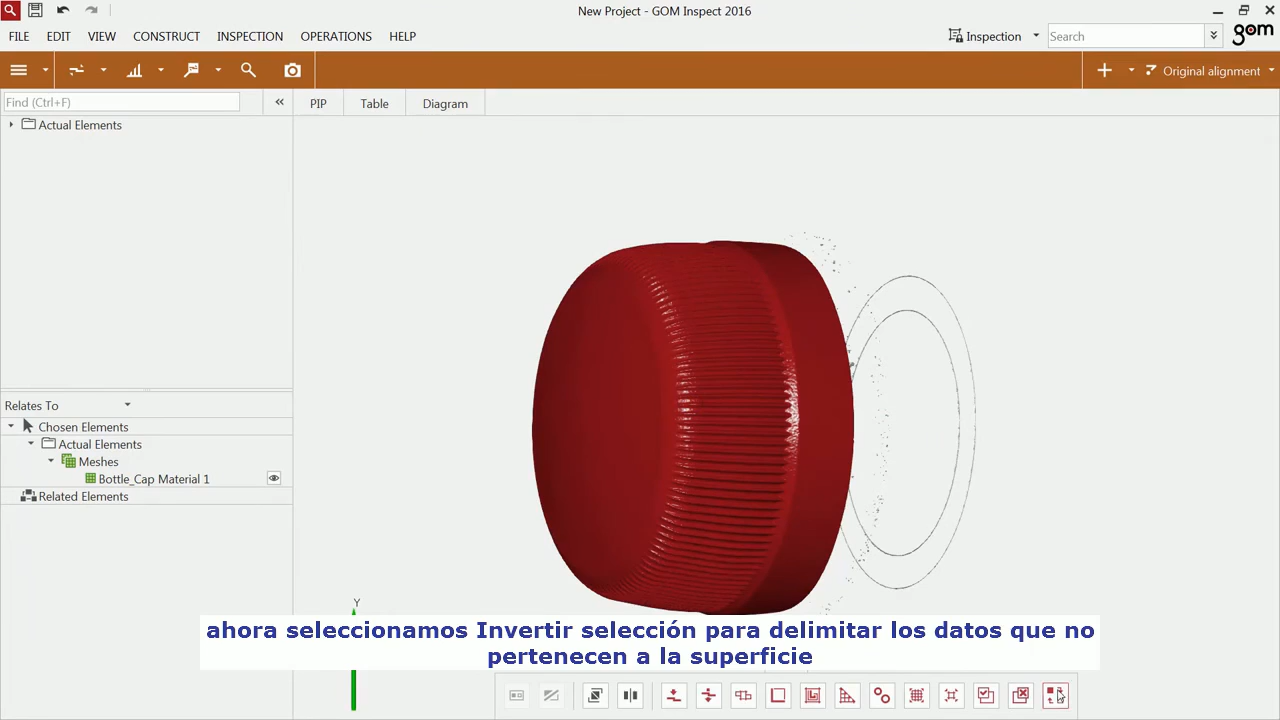 New Project - GOM Inspect 2016
FILE EDIT VIEW CONSTRUCT INSPECTION OPERATIONS HELP
Inspection
Search
gom
Original alignment
Find (Ctrl+F)
PIP Table Diagram
Actual Elements
Relates To
Chosen Elements
Actual Elements
Meshes
Bottle_Cap Material 1
Related Elements
Y
ahora seleccionamos Invertir selección para delimitar los datos que no
pertenecen a la superficie